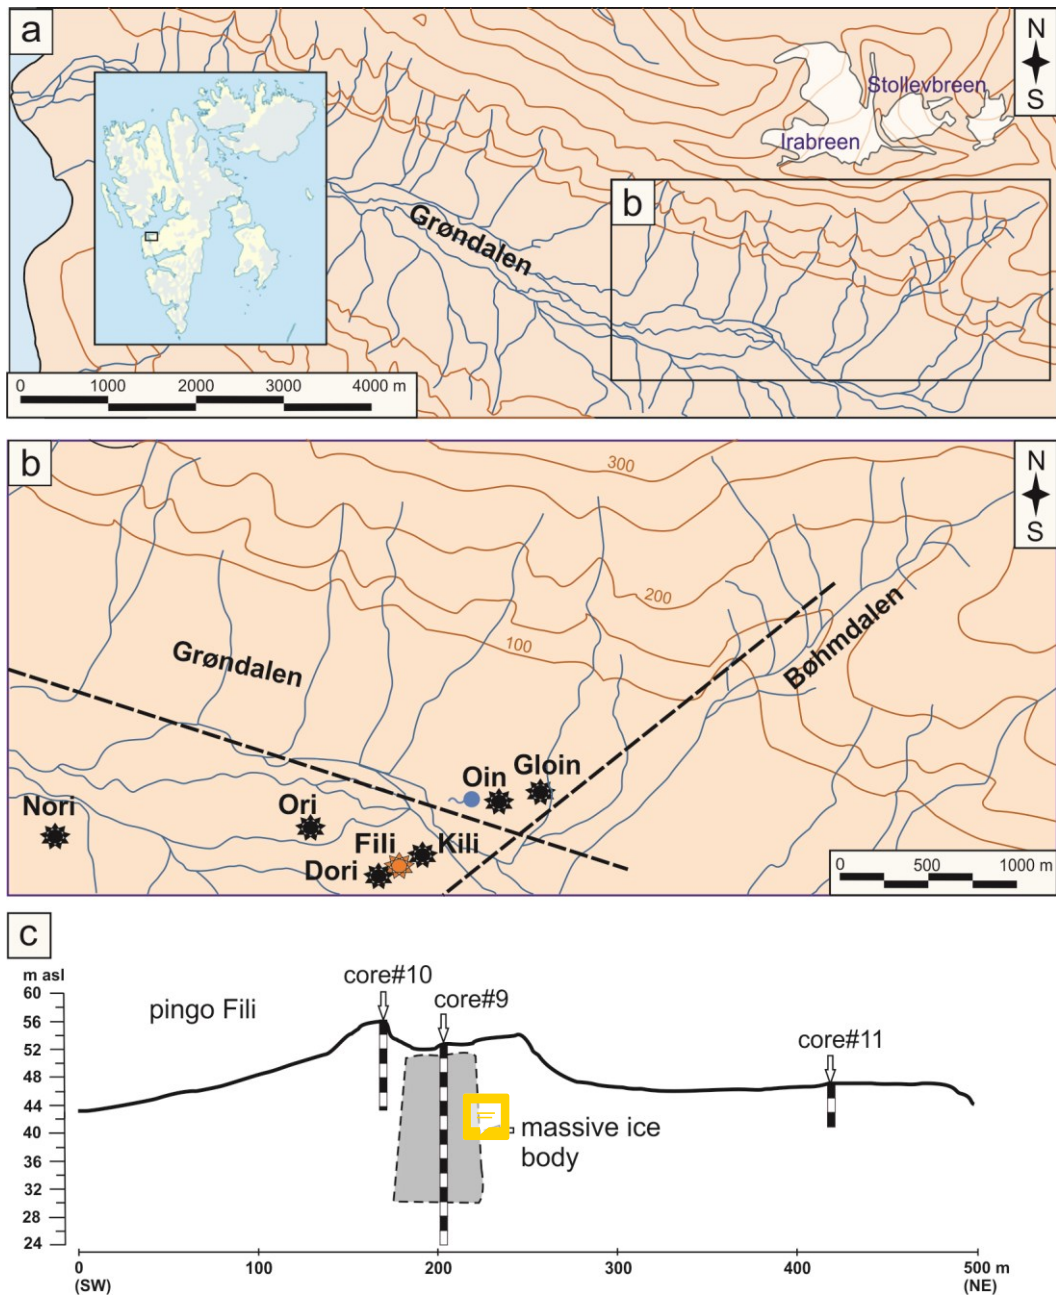 a
N
S
Stollevbreen
Irabreen
b
Grøndalen
0 1000 2000 3000 4000 m
b
N
S
300
200
100
Grøndalen
Bøhmdalen
Oin
Gloin
Nori
Ori
Fili
Kili
Dori
0 500 1000 m
c
m asl
60
56
52
48
44
40
36
32
28
24
pingo Fili
core#10
core#9
core#11
massive ice
body
0 100 200 300 400 500 m
(SW) (NE)